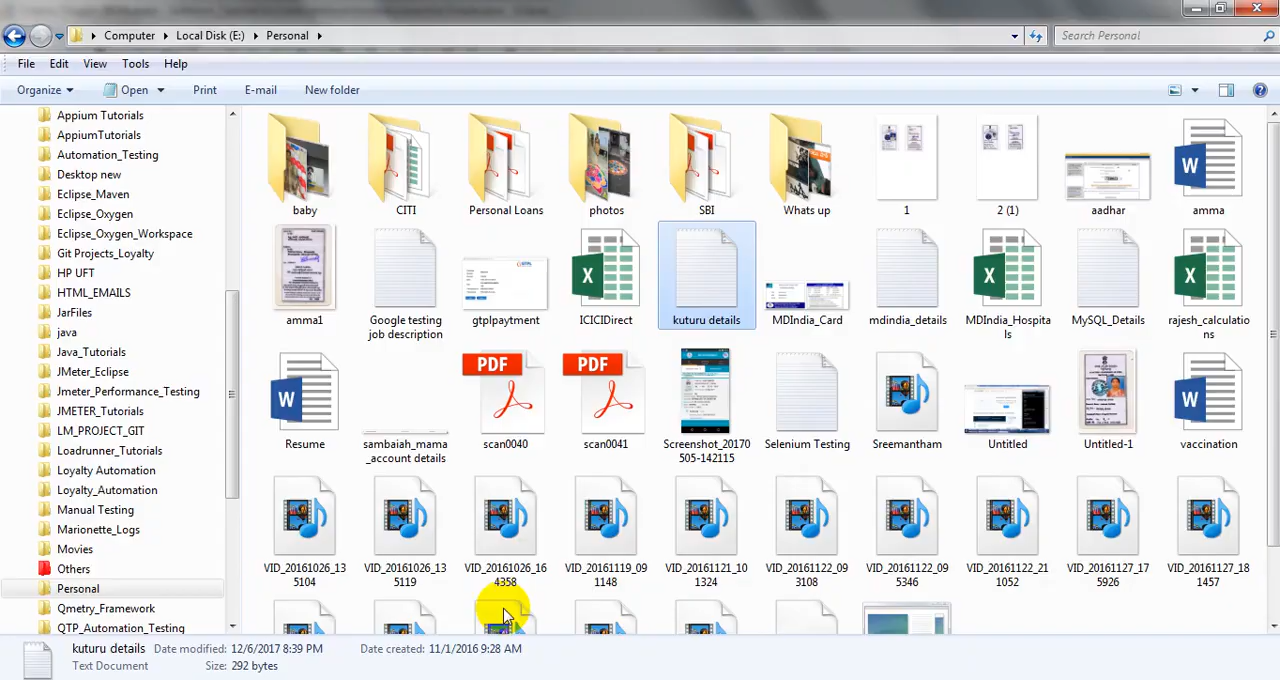 Computer
Local Disk (E:)
Personal
Search Personal
File Edit View Tools Help
Organize Open Print E-mail New folder
Appium Tutorials
AppiumTutorials
Automation_Testing
Desktop new
Eclipse_Maven
Eclipse_Oxygen
Eclipse_Oxygen_Workspace
Git Projects_Loyalty
HP UFT
HTML_EMAILS
JarFiles
java
Java_Tutorials
JMeter_Eclipse
Jmeter_Performance_Testing
JMETER_Tutorials
LM_PROJECT_GIT
Loadrunner_Tutorials
Loyalty Automation
Loyalty_Automation
Manual Testing
Marionette_Logs
Movies
Others
Personal
Qmetry_Framework
QTP_Automation_Testing
baby CITI Personal Loans photos SBI Whats up 1 2 (1) aadhar amma
amma1
Google testing
job description
gtplpaytment
ICICIDirect
kuturu details
MDIndia_Card
mdindia_details
MDIndia_Hospita
ls
MySQL_Details
rajesh_calculatio
ns
Resume
sambaiah_mama
_account details
PDF
scan0040
PDF
scan0041
Screenshot_20170
505-142115
Selenium Testing
Sreemantham
Untitled
Untitled-1
vaccination
VID_20161026_13
5104
VID_20161026_13
5119
VID_20161026_16
4358
VID_20161119_09
1148
VID_20161121_10
1324
VID_20161122_09
3108
VID_20161122_09
5346
VID_20161122_21
1052
VID_20161127_17
5926
VID_20161127_18
1457
kuturu details Date modified: 12/6/2017 8:39 PM Date created: 11/1/2016 9:28 AM
Text Document Size: 292 bytes